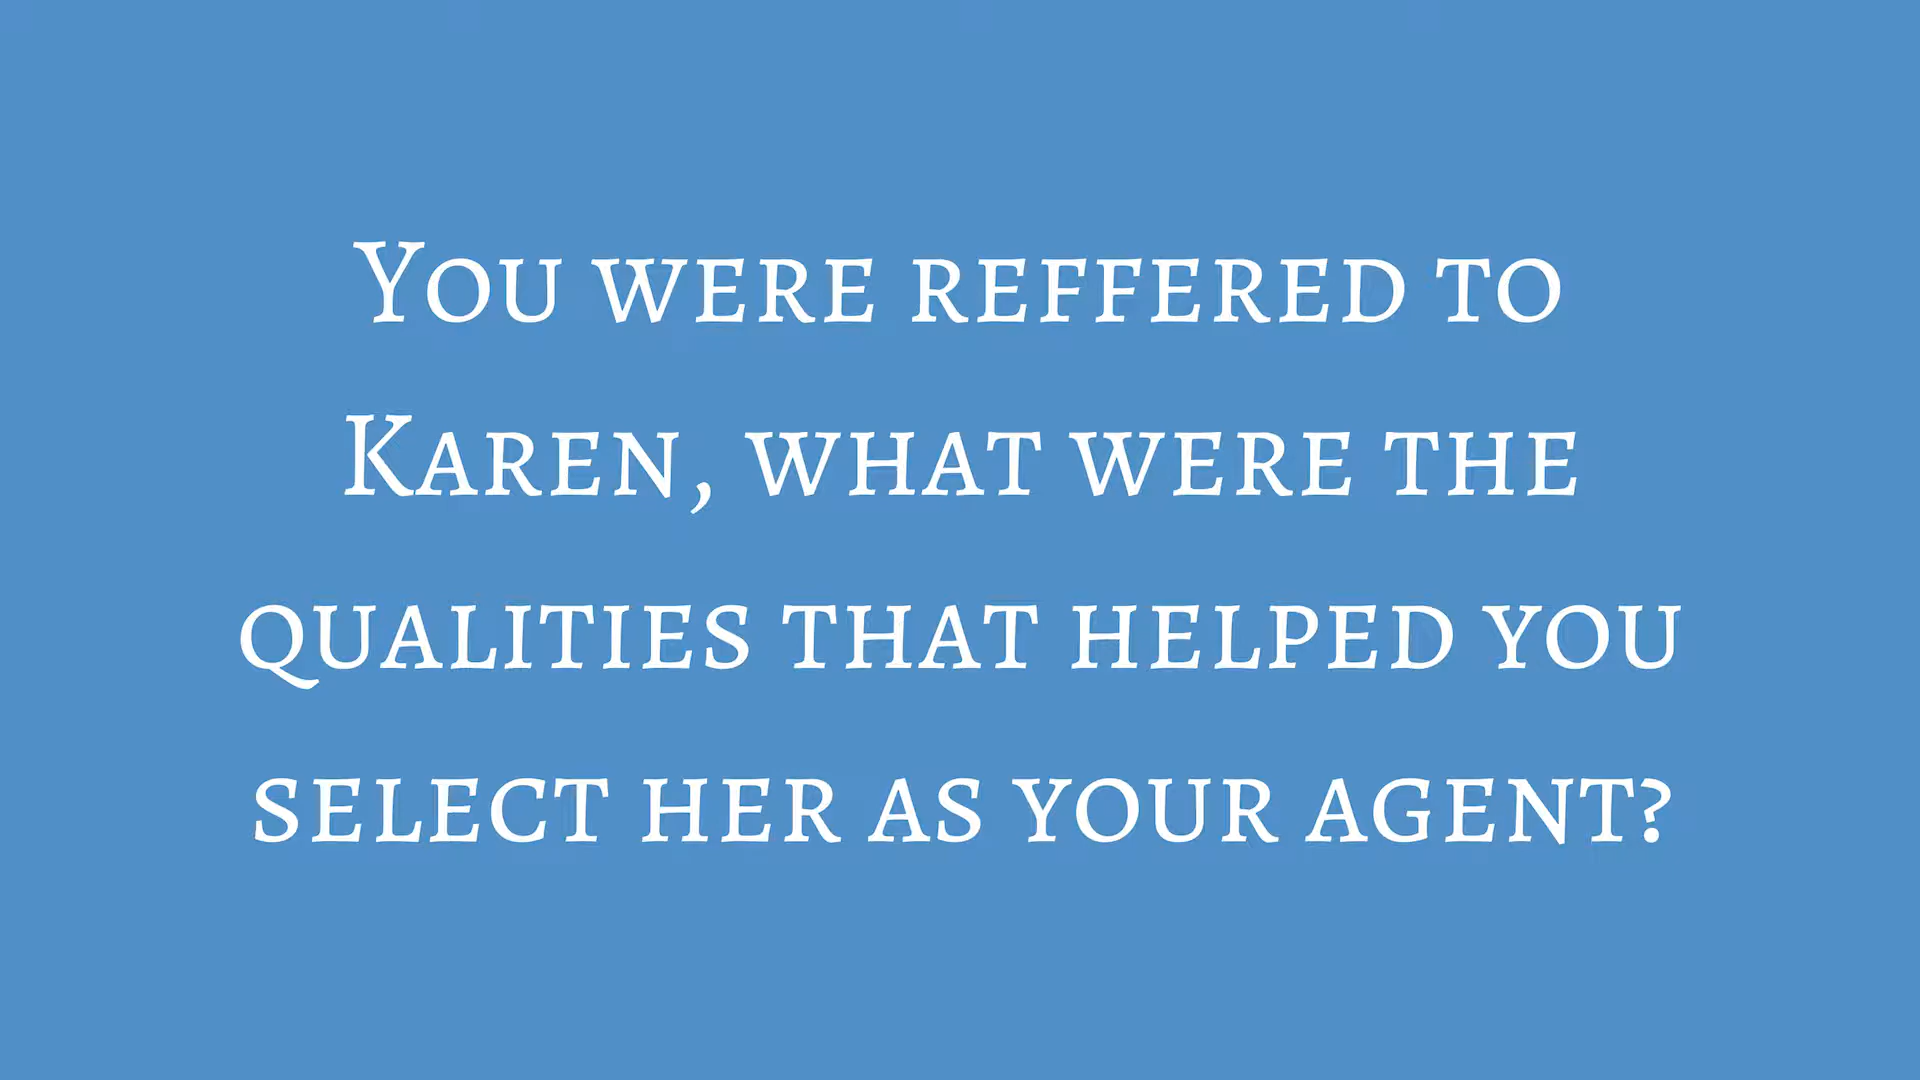 You were reffered to
Karen, what were the
qualities that helped you
select her as your agent?